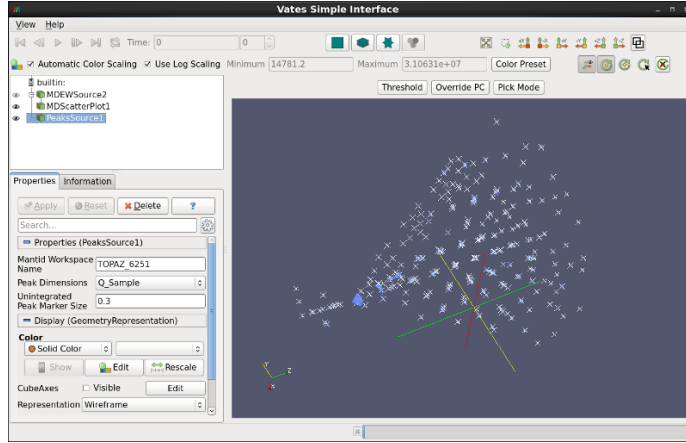 Vates Simple Interface
View Help
Time: 0 0
Automatic Color Scaling Use Log Scaling Minimum 14781.2 Maximum 3.10631e+07 Color Preset
builtin:
MDEWSource2
MDScatterPlot1
PeaksSource1
Threshold Override PC Pick Mode
Properties Information
Apply Reset Delete ?
Search...
Properties (PeaksSource1)
Mantid Workspace Name TOPAZ_6251
Peak Dimensions Q_Sample
Unintegrated Peak Marker Size 0.3
Display (GeometryRepresentation)
Color
Solid Color
Show Edit Rescale
CubeAxes Visible Edit
Representation Wireframe
Y
Z
X